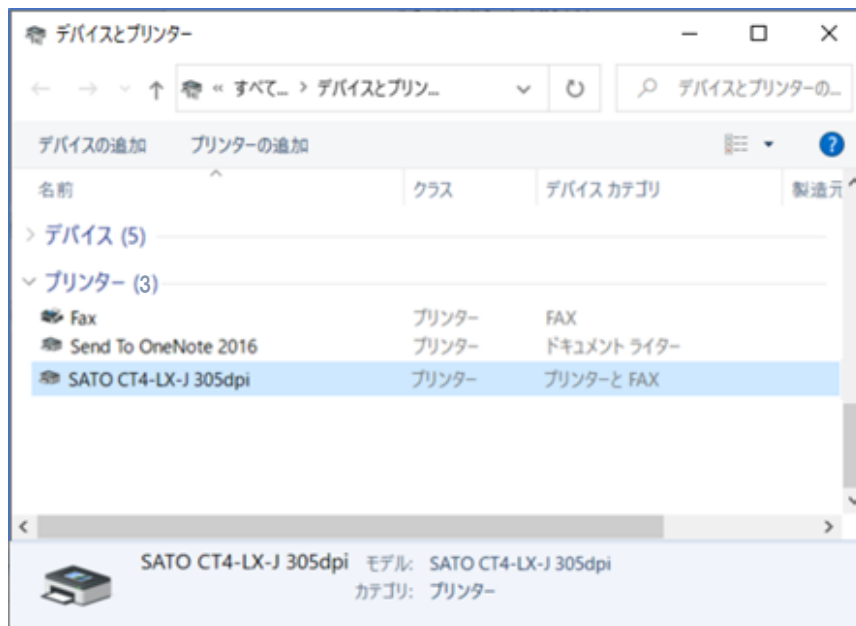 デバイスとプリンター
« すべて... › デバイスとプリン... デバイスとプリンターの...
デバイスの追加 プリンターの追加 ?
名前 クラス デバイス カテゴリ 製造元
デバイス (5)
プリンター (3)
Fax プリンター FAX
Send To OneNote 2016 プリンター ドキュメント ライター
SATO CT4-LX-J 305dpi プリンター プリンターと FAX
SATO CT4-LX-J 305dpi モデル: SATO CT4-LX-J 305dpi
カテゴリ: プリンター